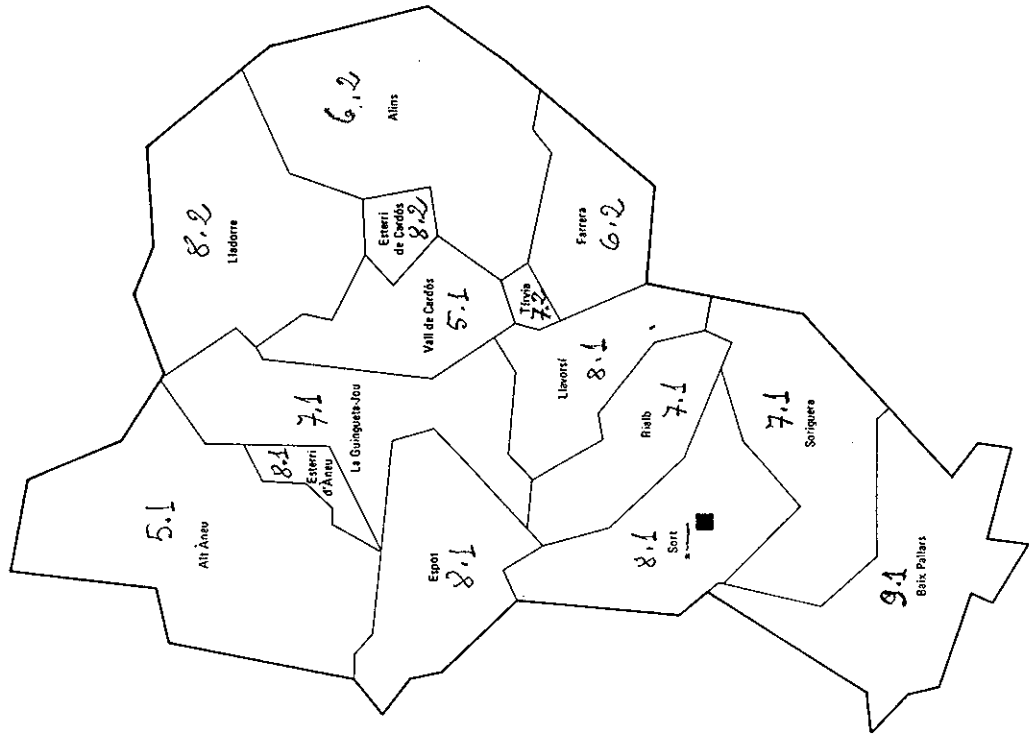 8.2
Lladorre
6.2
Alins
Esterri
de Cardós
8.2
Farrera
6.2
Vall de Cardós
5.1
Tírvia
7.2
7.1
La Guingueta-Jou
8.1
Esterri
d'Àneu
5.1
Alt Àneu
Espot
8.1
Llavorsí
8.1
Rialb
7.1
8.1
Sort
7.1
Soriguera
9.1
Baix Pallars